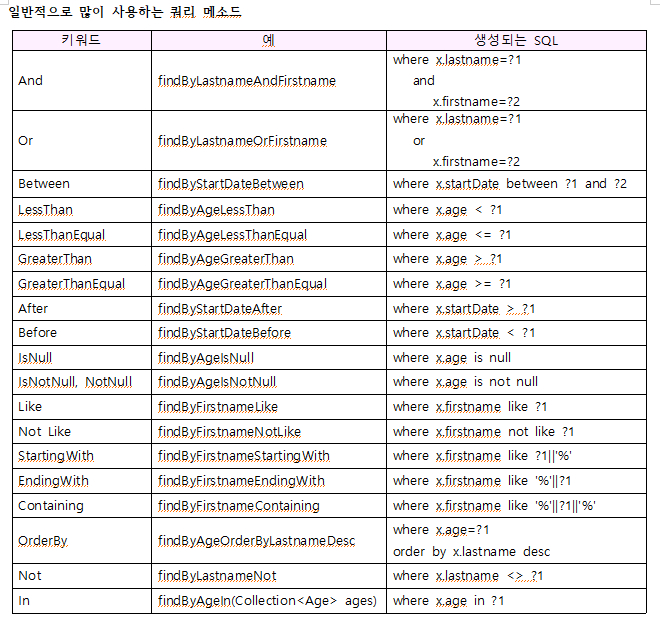 일반적으로 많이 사용하는 쿼리 메소드
키워드 예 생성되는 SQL
And findByLastnameAndFirstname where x.lastname=?1
and
x.firstname=?2
Or findByLastnameOrFirstname where x.lastname=?1
or
x.firstname=?2
Between findByStartDateBetween where x.startDate between ?1 and ?2
LessThan findByAgeLessThan where x.age < ?1
LessThanEqual findByAgeLessThanEqual where x.age <= ?1
GreaterThan findByAgeGreaterThan where x.age > ?1
GreaterThanEqual findByAgeGreaterThanEqual where x.age >= ?1
After findByStartDateAfter where x.startDate > ?1
Before findByStartDateBefore where x.startDate < ?1
IsNull findByAgeIsNull where x.age is null
IsNotNull, NotNull findByAgeIsNotNull where x.age is not null
Like findByFirstnameLike where x.firstname like ?1
Not Like findByFirstnameNotLike where x.firstname not like ?1
StartingWith findByFirstnameStartingWith where x.firstname like ?1||'%'
EndingWith findByFirstnameEndingWith where x.firstname like '%'||?1
Containing findByFirstnameContaining where x.firstname like '%'||?1||'%'
OrderBy findByAgeOrderByLastnameDesc where x.age=?1
order by x.lastname desc
Not findByLastnameNot where x.lastname <> ?1
In findByAgeIn(Collection<Age> ages) where x.age in ?1